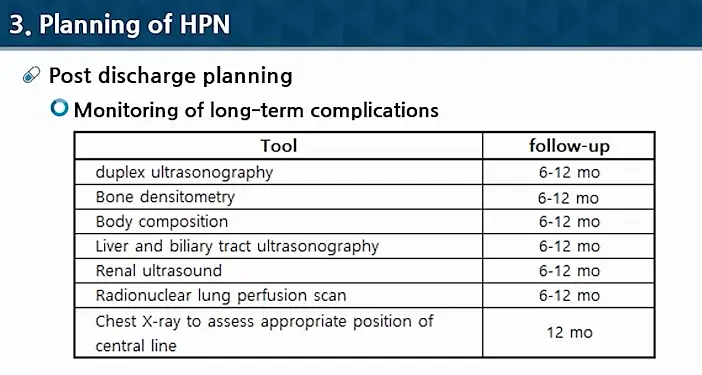 3. Planning of HPN
Post discharge planning
Monitoring of long-term complications
Tool follow-up
duplex ultrasonography 6-12 mo
Bone densitometry 6-12 mo
Body composition 6-12 mo
Liver and biliary tract ultrasonography 6-12 mo
Renal ultrasound 6-12 mo
Radionuclear lung perfusion scan 6-12 mo
Chest X-ray to assess appropriate position of
central line 12 mo